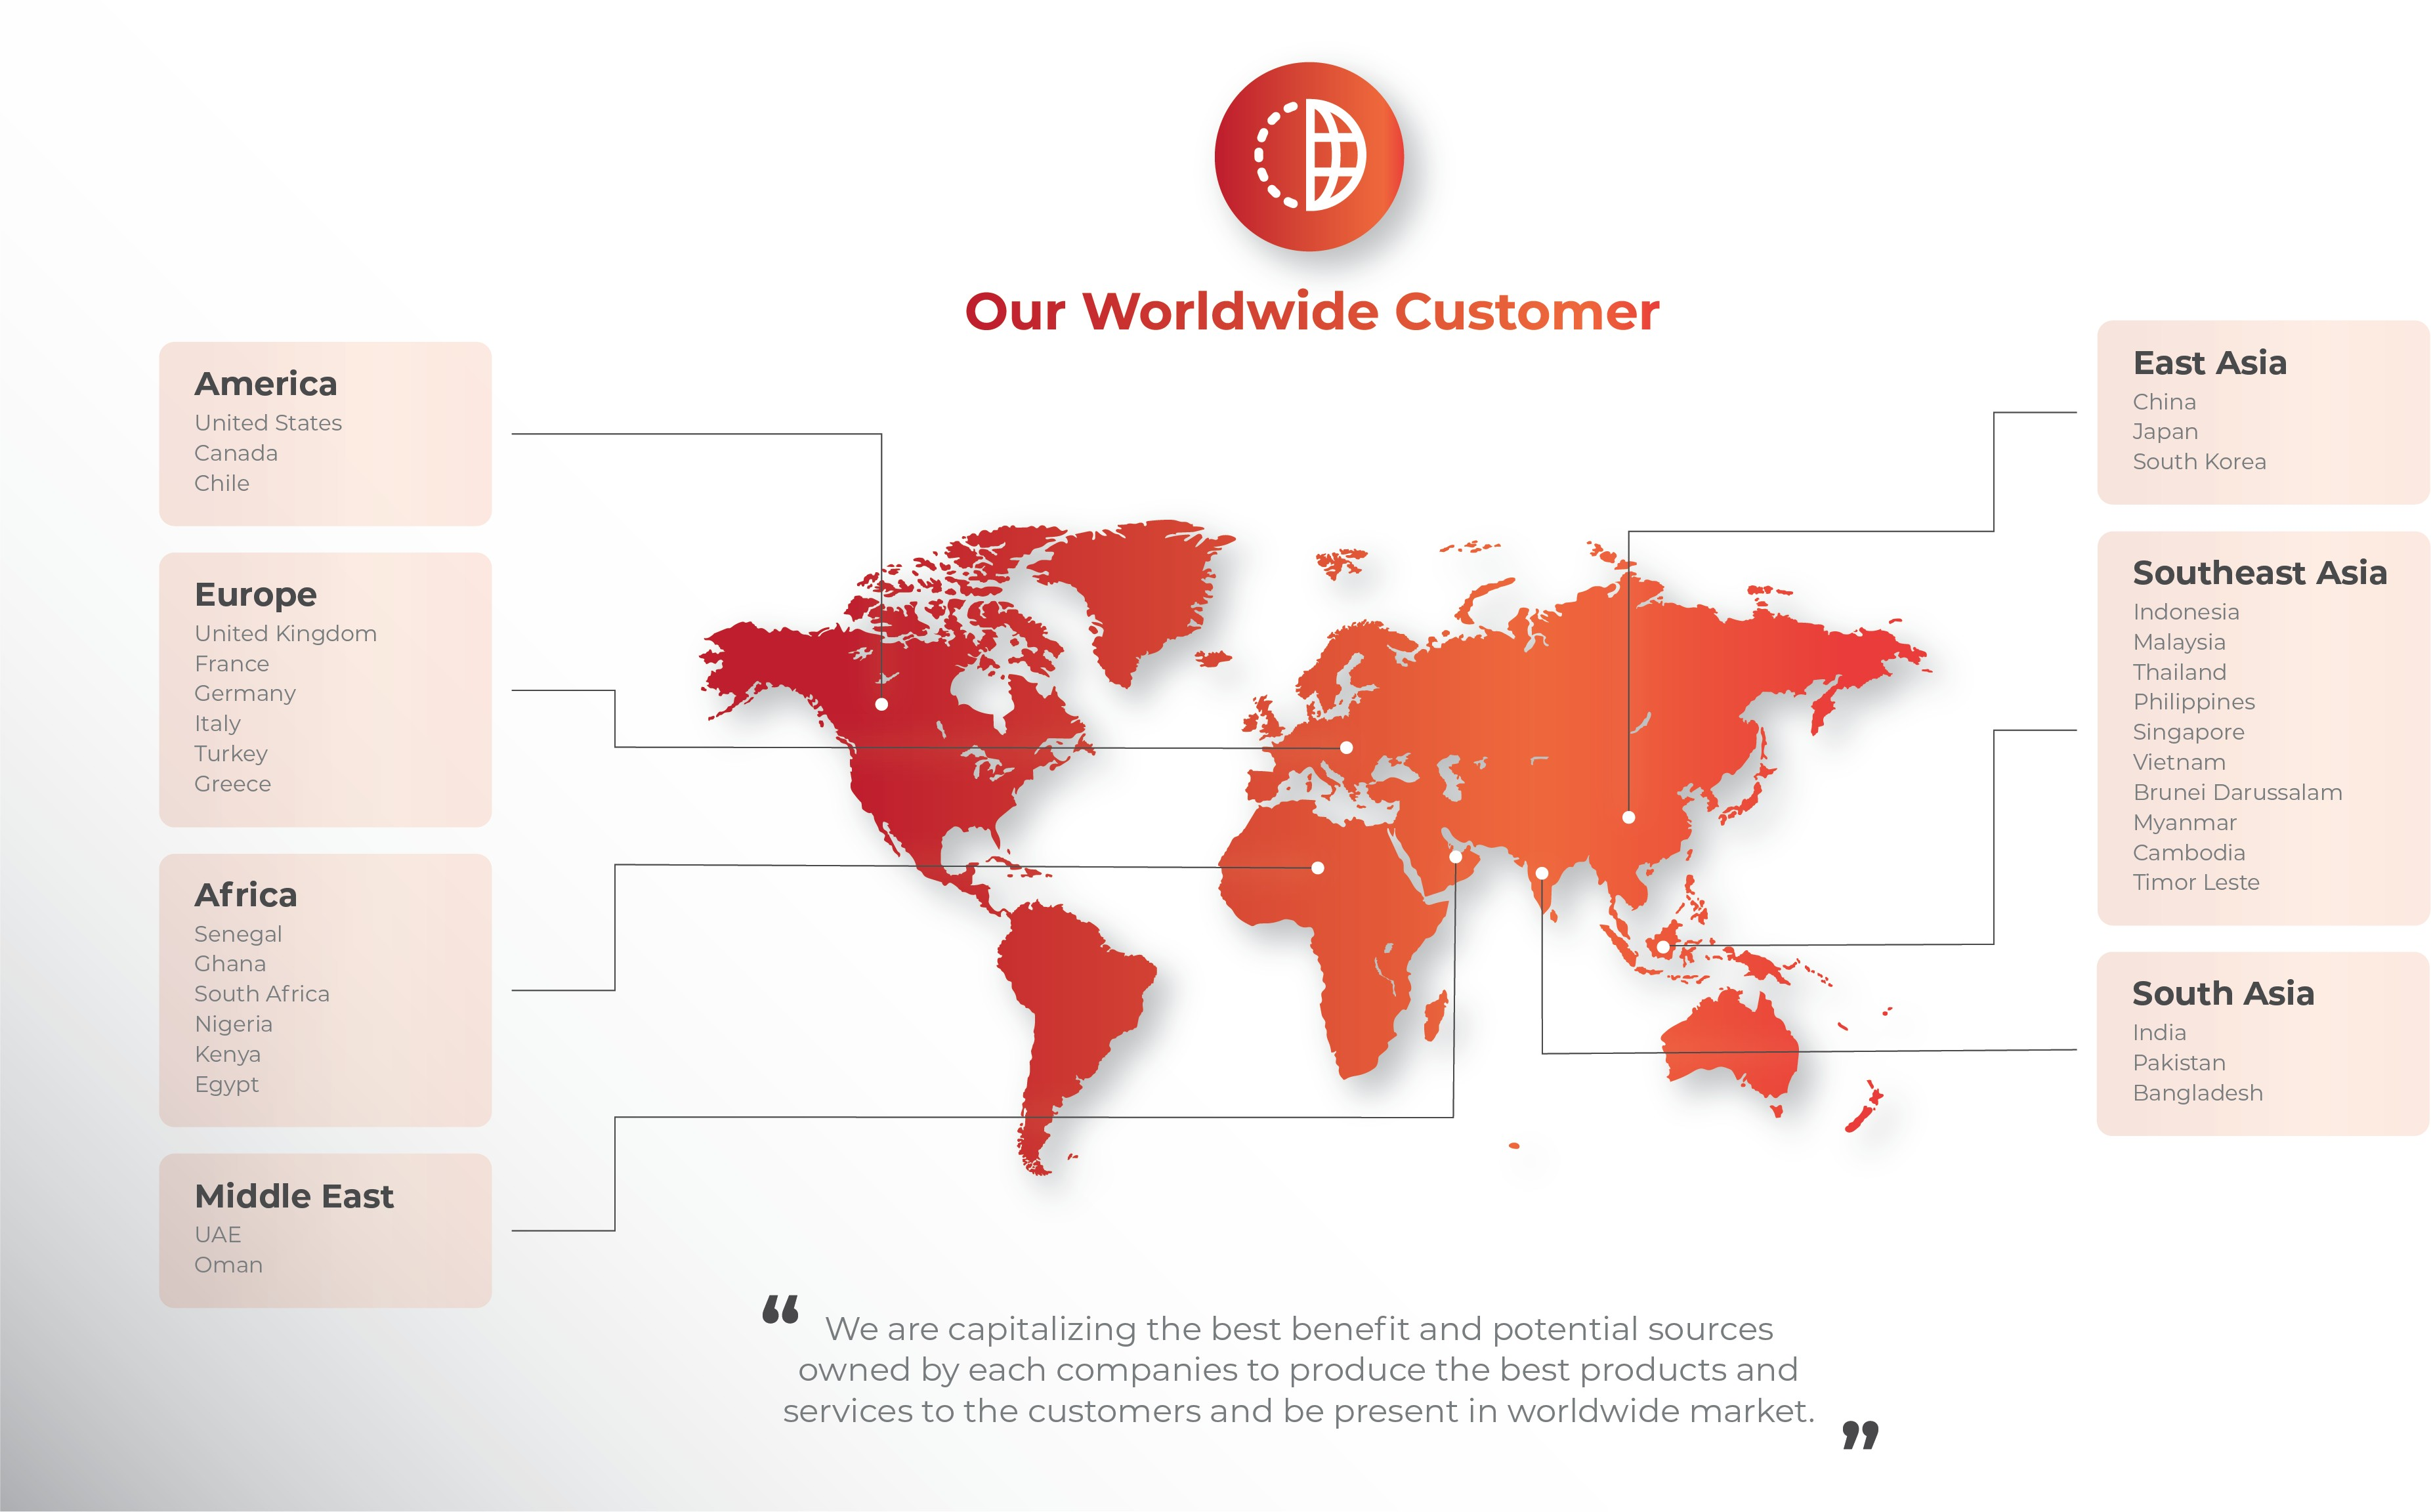 Our Worldwide Customer
America
United States
Canada
Chile
Europe
United Kingdom
France
Germany
Italy
Turkey
Greece
Africa
Senegal
Ghana
South Africa
Nigeria
Kenya
Egypt
Middle East
UAE
Oman
East Asia
China
Japan
South Korea
Southeast Asia
Indonesia
Malaysia
Thailand
Philippines
Singapore
Vietnam
Brunei Darussalam
Myanmar
Cambodia
Timor Leste
South Asia
India
Pakistan
Bangladesh
“ We are capitalizing the best benefit and potential sources
owned by each companies to produce the best products and
services to the customers and be present in worldwide market. ”